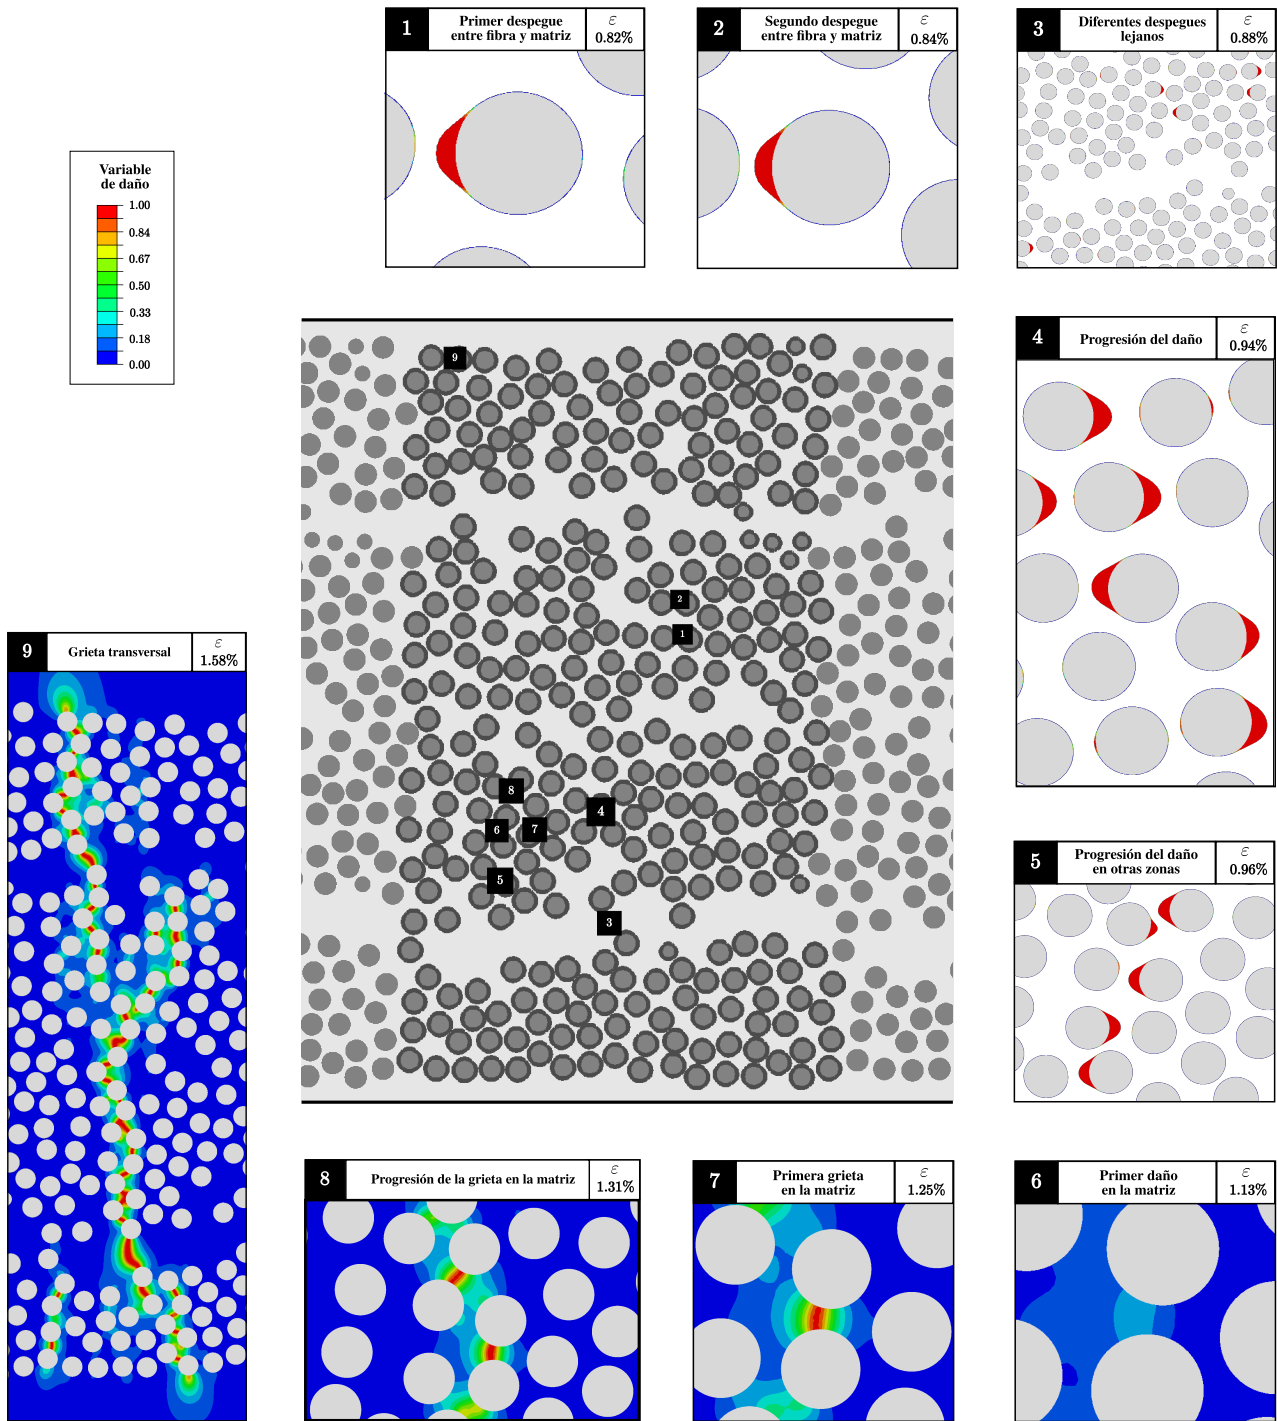 1
Primer despegue
entre fibra y matriz
ε
0.82%
2
Segundo despegue
entre fibra y matriz
ε
0.84%
3
Diferentes despegues
lejanos
ε
0.88%
Variable
de daño
1.00
0.84
0.67
0.50
0.33
0.18
0.00
4
Progresión del daño
ε
0.94%
9
2
1
8
4
6
7
5
3
9
Grieta transversal
ε
1.58%
5
Progresión del daño
en otras zonas
ε
0.96%
8
Progresión de la grieta en la matriz
ε
1.31%
7
Primera grieta
en la matriz
ε
1.25%
6
Primer daño
en la matriz
ε
1.13%